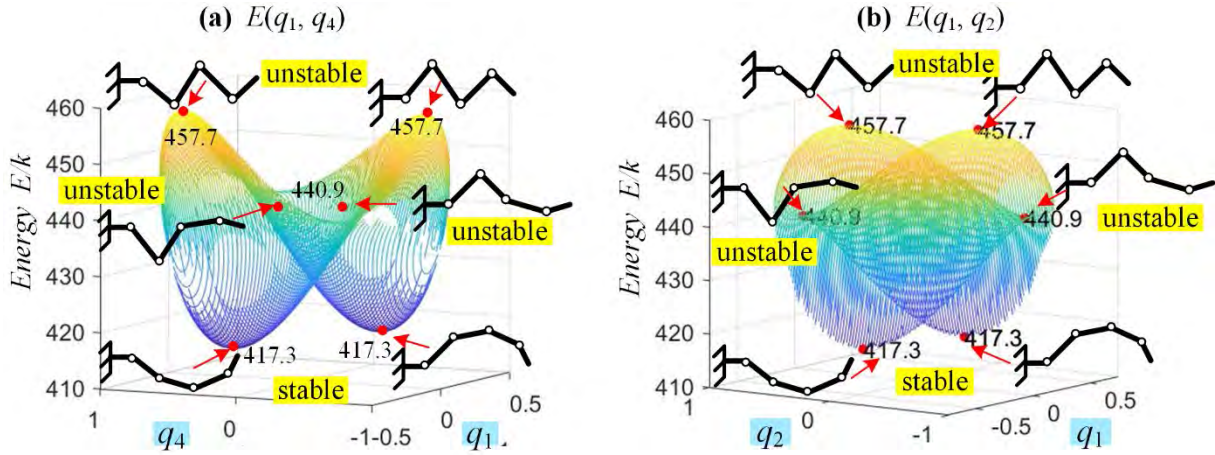 (a) E(q1, q4)
unstable
460
457.7
457.7
450
unstable
440.9
440
unstable
430
420
417.3
417.3
410
stable
1
0
-1
-0.5
0
0.5
q4
q1
Energy E/k
(b) E(q1, q2)
unstable
460
457.7
457.7
450
440
440.9
440.9
unstable
unstable
430
420
417.3
417.3
410
stable
1
0
-1
-0.5
0
0.5
q2
q1
Energy E/k